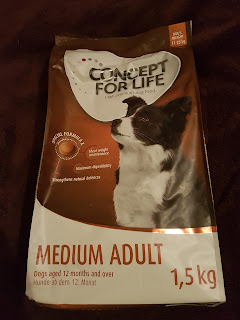 CONCEPT
FOR LIFE
SPECIAL FORMULA
Ideal weight
maintenance
Maximum digestibility
Strengthens natural defences
MEDIUM ADULT
Dogs aged 12 months and over
Hunde ab dem 12. Monat
1,5 kg